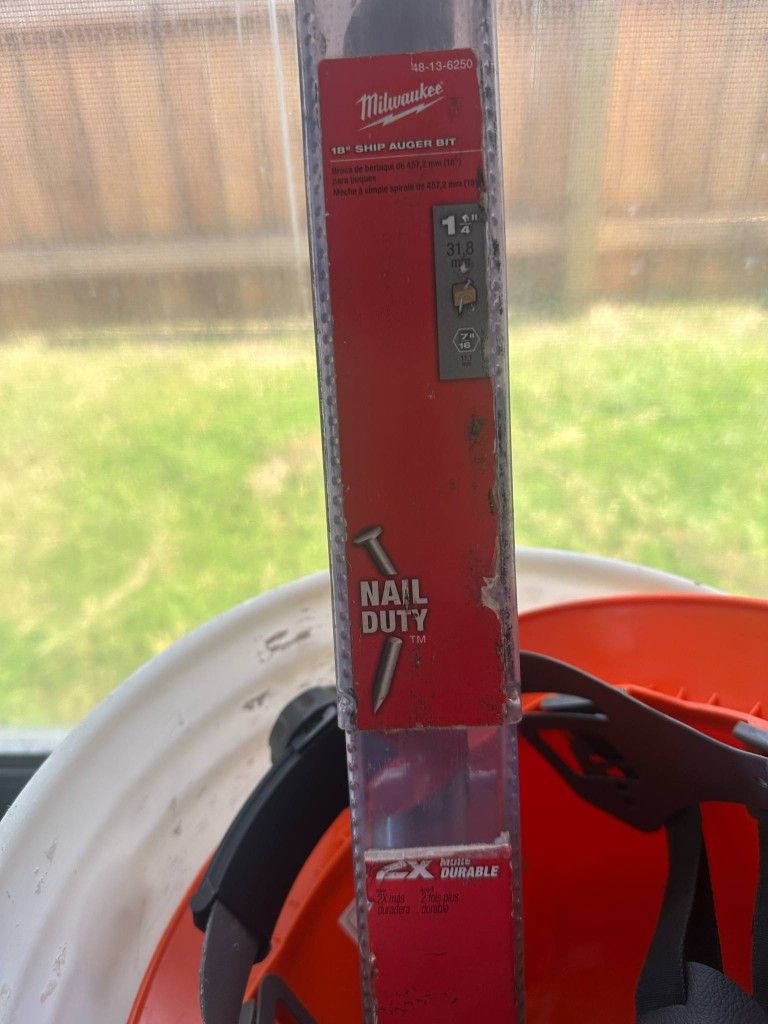 48-13-6250
Milwaukee
18" SHIP AUGER BIT
Broca de berbiquí de 457,2 mm (18")
para buques
Mèche à simple spirale de 457,2 mm (18
1 1/4"
31,8
mm
7/16"
NAIL
DUTY™
2X MORE
DURABLE
2X más
duradera
2 fois plus
durable